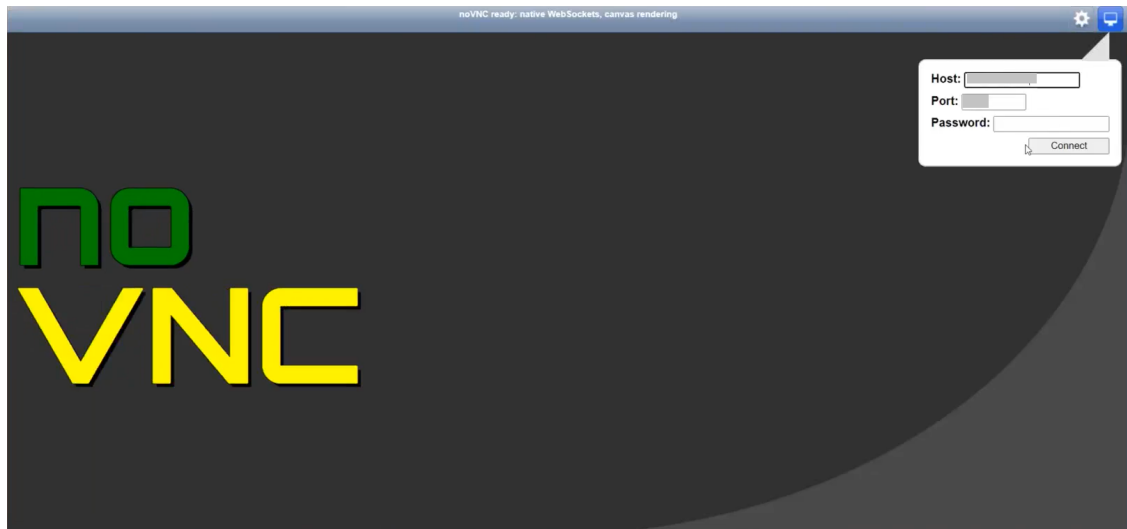 noVNC ready: native WebSockets, canvas rendering
Host:
Port:
Password:
Connect
no
VNC